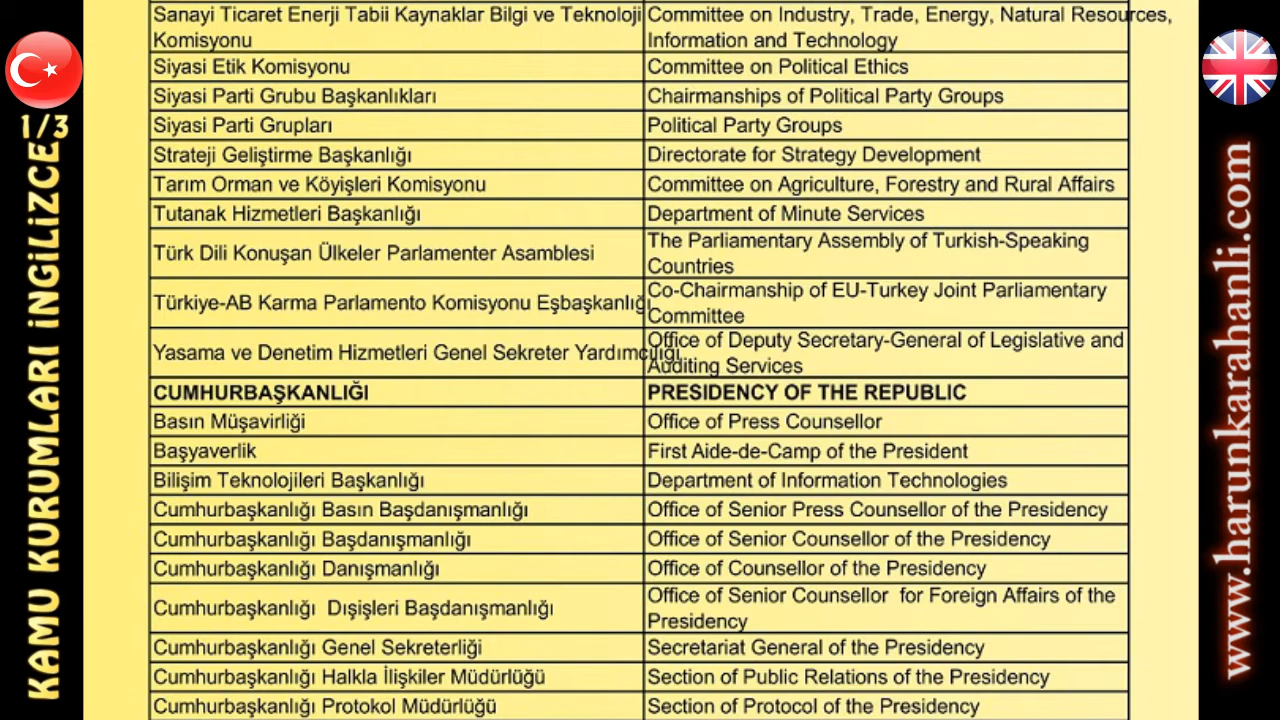 Sanayi Ticaret Enerji Tabii Kaynaklar Bilgi ve Teknoloji
Komisyonu
Committee on Industry, Trade, Energy, Natural Resources,
Information and Technology
Siyasi Etik Komisyonu
Committee on Political Ethics
Siyasi Parti Grubu Başkanlıkları
Chairmanships of Political Party Groups
Siyasi Parti Grupları
Political Party Groups
Strateji Geliştirme Başkanlığı
Directorate for Strategy Development
Tarım Orman ve Köyişleri Komisyonu
Committee on Agriculture, Forestry and Rural Affairs
Tutanak Hizmetleri Başkanlığı
Department of Minute Services
Türk Dili Konuşan Ülkeler Parlamenter Asamblesi
The Parliamentary Assembly of Turkish-Speaking
Countries
Türkiye-AB Karma Parlamento Komisyonu Eşbaşkanlığı
Co-Chairmanship of EU-Turkey Joint Parliamentary
Committee
Yasama ve Denetim Hizmetleri Genel Sekreter Yardımcılığı
Office of Deputy Secretary-General of Legislative and
Auditing Services
CUMHURBAŞKANLIĞI
PRESIDENCY OF THE REPUBLIC
Basın Müşavirliği
Office of Press Counsellor
Başyaverlik
First Aide-de-Camp of the President
Bilişim Teknolojileri Başkanlığı
Department of Information Technologies
Cumhurbaşkanlığı Basın Başdanışmanlığı
Office of Senior Press Counsellor of the Presidency
Cumhurbaşkanlığı Başdanışmanlığı
Office of Senior Counsellor of the Presidency
Cumhurbaşkanlığı Danışmanlığı
Office of Counsellor of the Presidency
Cumhurbaşkanlığı  Dışişleri Başdanışmanlığı
Office of Senior Counsellor  for Foreign Affairs of the
Presidency
Cumhurbaşkanlığı Genel Sekreterliği
Secretariat General of the Presidency
Cumhurbaşkanlığı Halkla İlişkiler Müdürlüğü
Section of Public Relations of the Presidency
Cumhurbaşkanlığı Protokol Müdürlüğü
Section of Protocol of the Presidency
1/3
KAMU KURUMLARI İNGİLİZCE
www.harunkarahanli.com